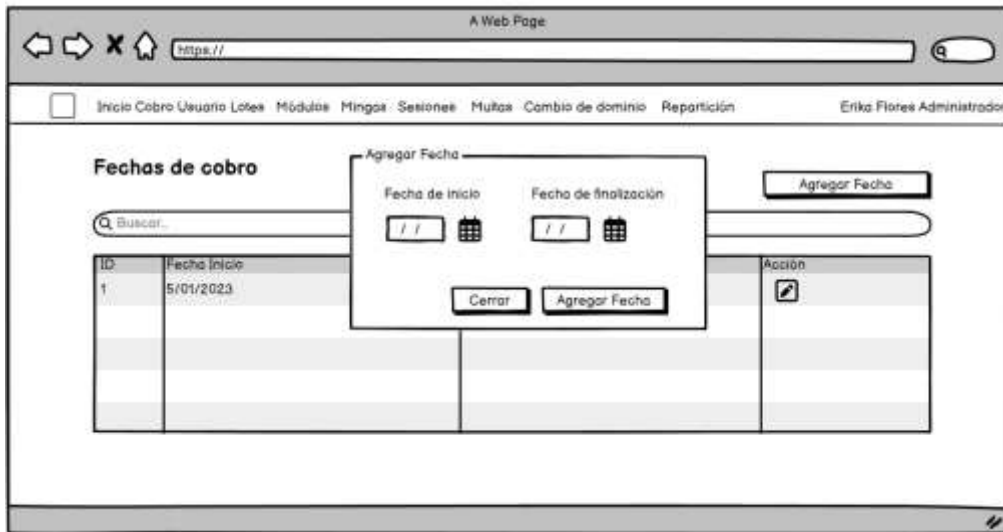 A Web Page
https://
Inicio Cobro Usuario Lotes Módulos Mingas Sesiones Multas Cambio de dominio Repartición Erika Flores Administrador
Fechas de cobro
Agregar Fecha
Agregar Fecha
Fecha de inicio Fecha de finalización
/ / / /
Cerrar Agregar Fecha
Buscar...
ID Fecha Inicio Acción
1 5/01/2023